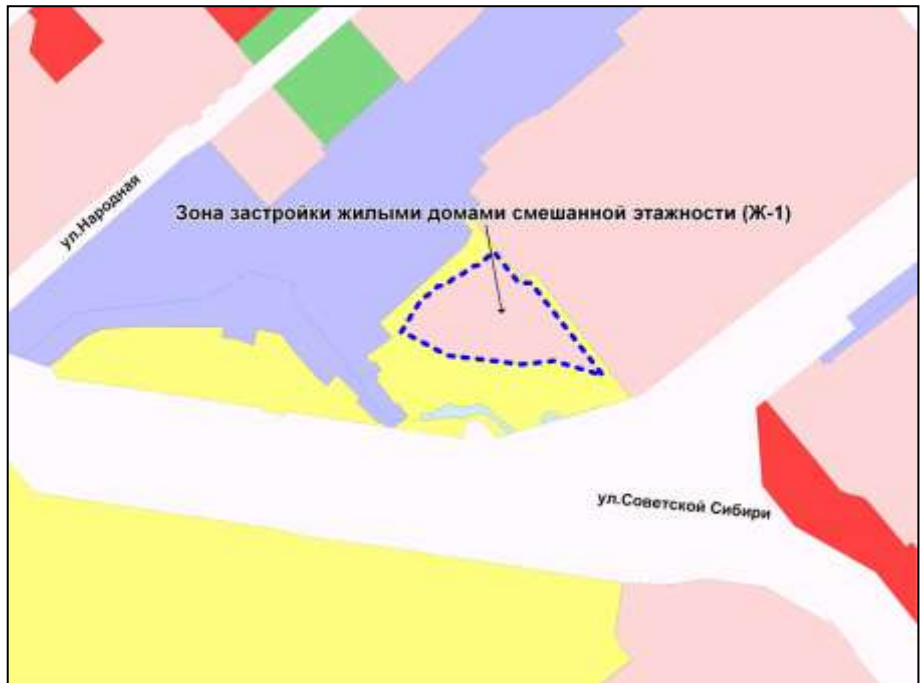 ул.Народная
Зона застройки жилыми домами смешанной этажности (Ж-1)
ул.Советской Сибири